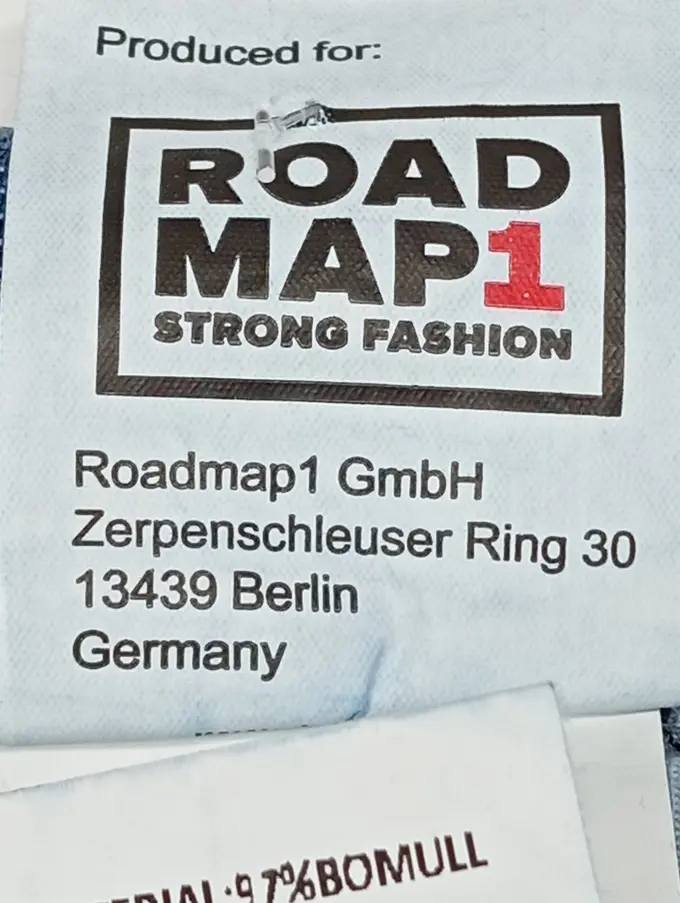 Produced for:
ROAD
MAP1
STRONG FASHION
Roadmap1 GmbH
Zerpenschleuser Ring 30
13439 Berlin
Germany
97%BOMULL